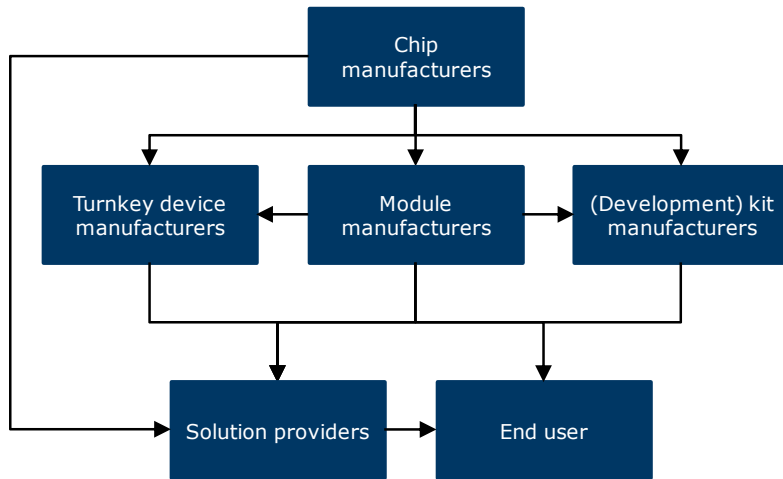 Chip
manufacturers
Turnkey device
manufacturers
Module
manufacturers
(Development) kit
manufacturers
Solution providers
End user